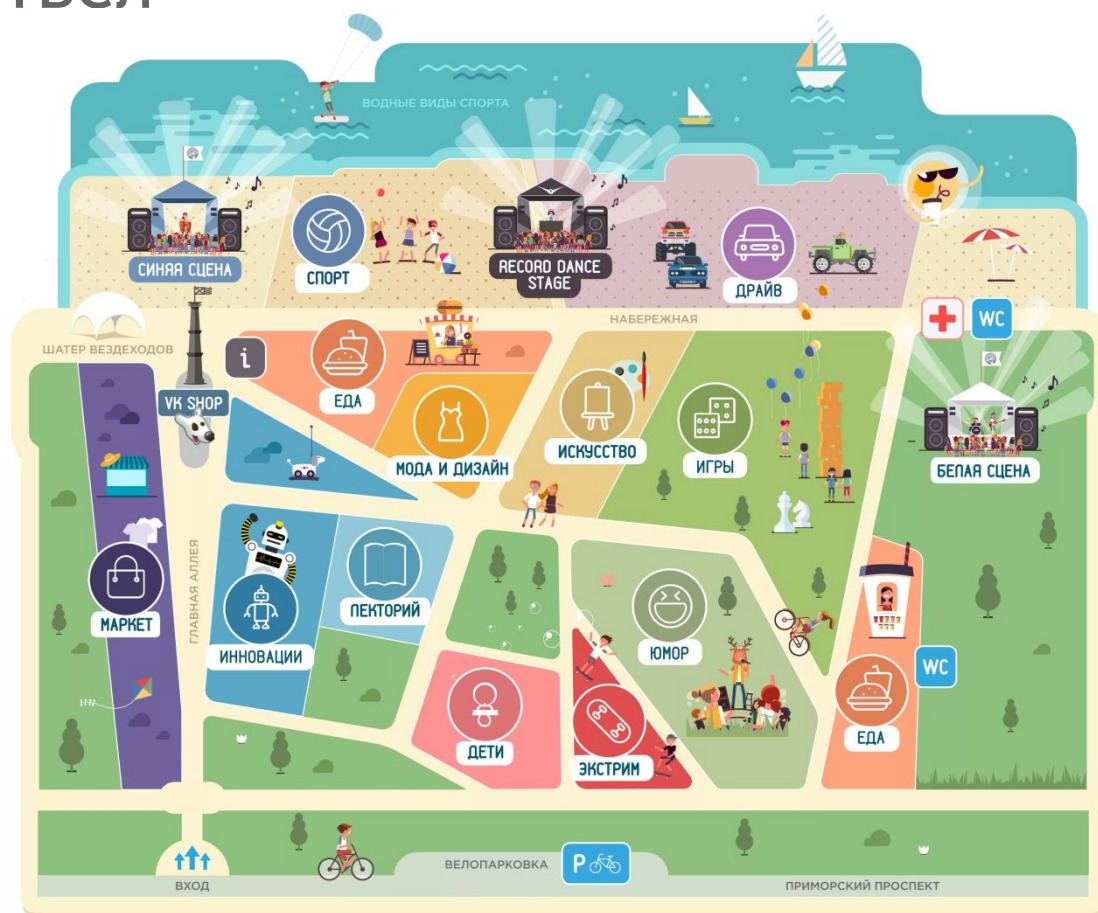 ВОДНЫЕ ВИДЫ СПОРТА
СИНЯЯ СЦЕНА
СПОРТ
RECORD DANCE
STAGE
ДРАЙВ
НАБЕРЕЖНАЯ
WC
ШАТЕР ВЕЗДЕХОДОВ
i
VK SHOP
ЕДА
МОДА И ДИЗАЙН
ИСКУССТВО
ИГРЫ
БЕЛАЯ СЦЕНА
МАРКЕТ
ГЛАВНАЯ АЛЛЕЯ
ИННОВАЦИИ
ЛЕКТОРИЙ
ЮМОР
ДЕТИ
ЭКСТРИМ
WC
ЕДА
ВХОД
ВЕЛОПАРКОВКА
P
ПРИМОРСКИЙ ПРОСПЕКТ